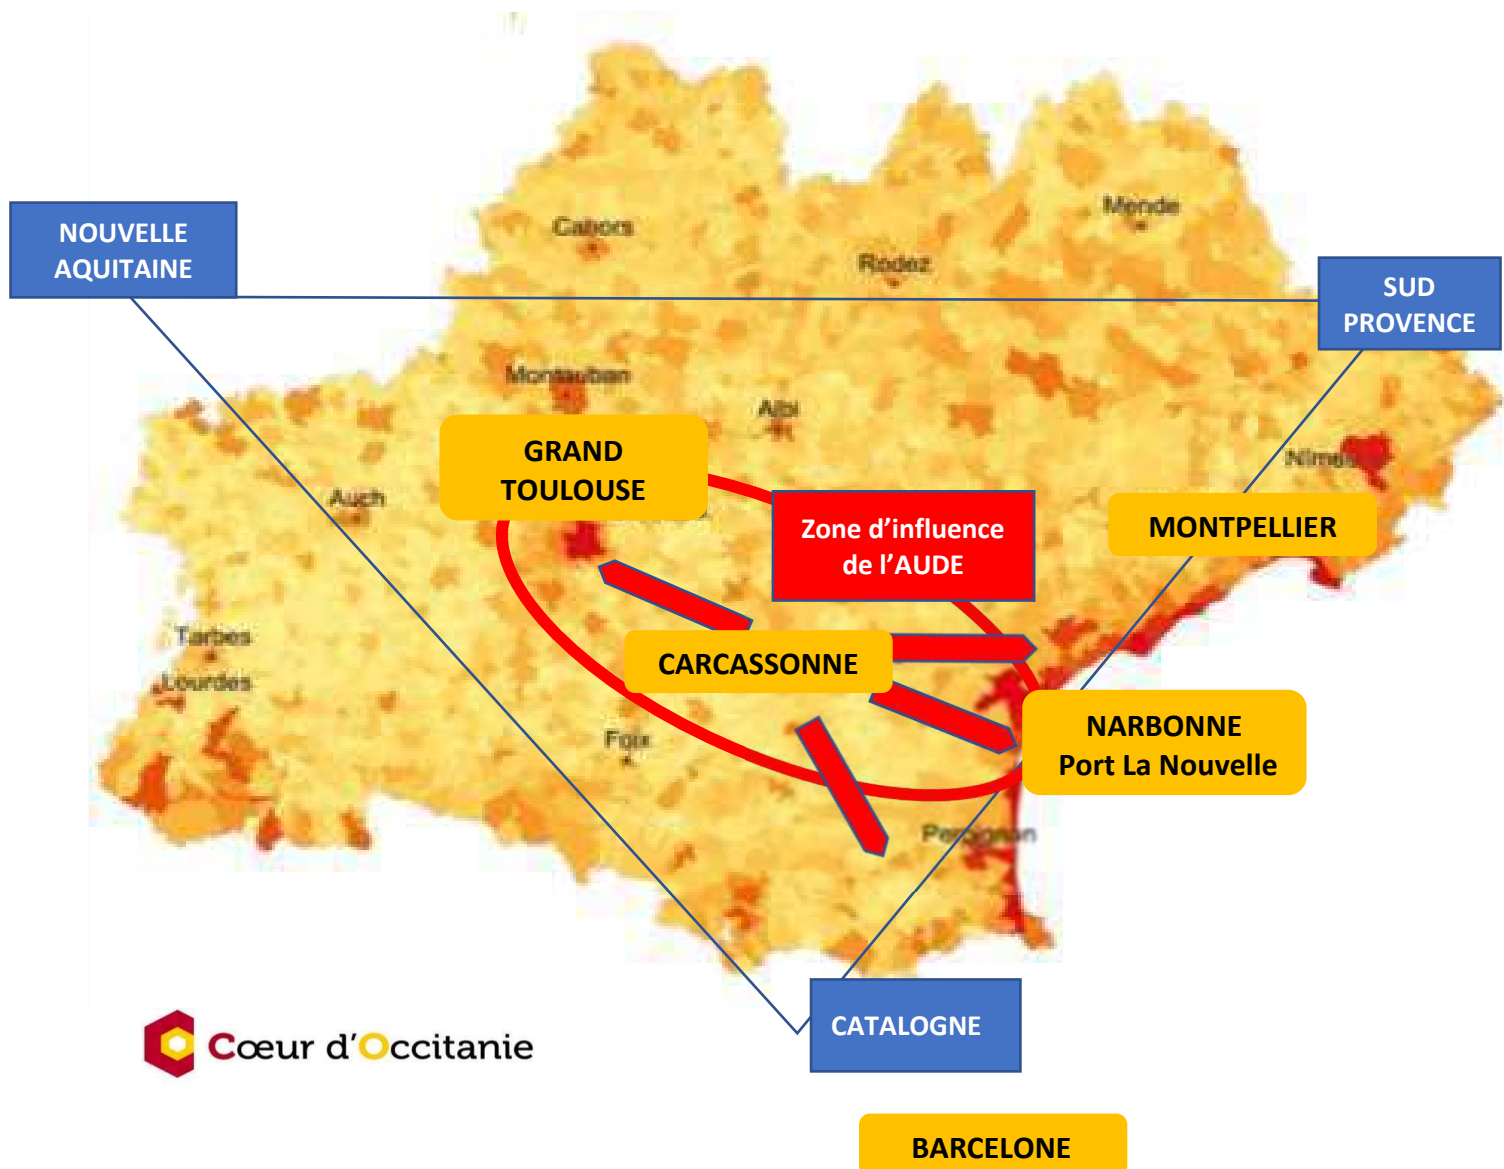 Mende
NOUVELLE
AQUITAINE
Cahors
Rodez
SUD
PROVENCE
Montauban
Albi
GRAND
TOULOUSE
Nîmes
Auch
Zone d’influence
de l’AUDE
MONTPELLIER
Tarbes
CARCASSONNE
Lourdes
Foix
NARBONNE
Port La Nouvelle
Perpignan
CATALOGNE
Cœur d'Occitanie
BARCELONE